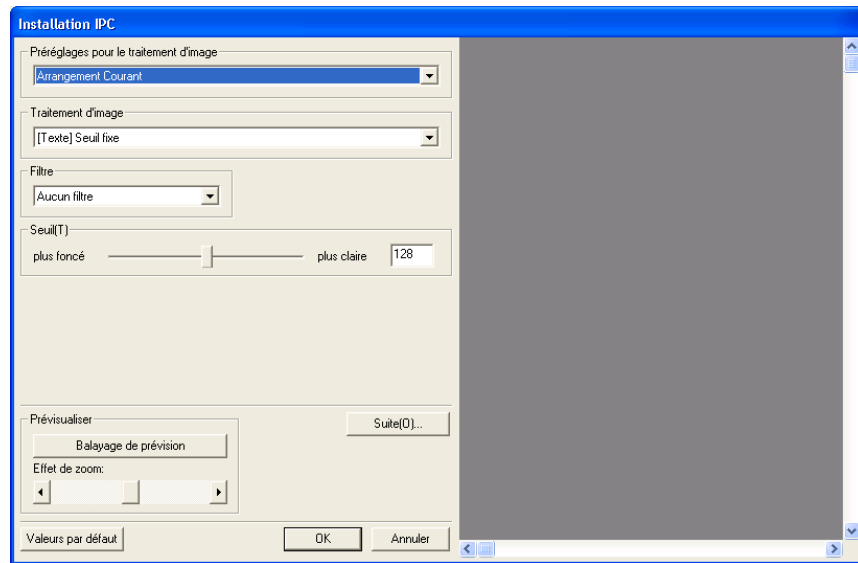 Installation IPC
Préréglages pour le traitement d'image
Arrangement Courant
Traitement d'image
[Texte] Seuil fixe
Filtre
Aucun filtre
Seuil(T)
plus foncé plus claire 128
Prévisualiser
Suite(O)...
Balayage de prévision
Effet de zoom:
Valeurs par défaut OK Annuler